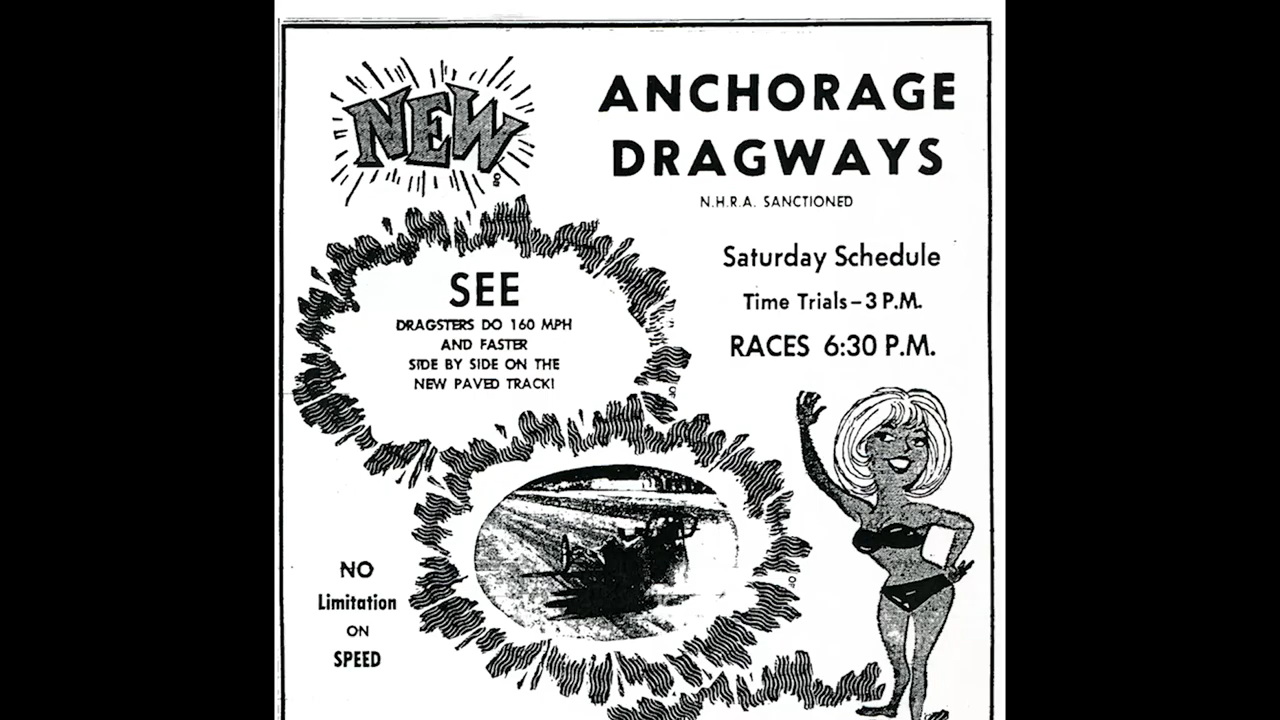 NEW
ANCHORAGE
DRAGWAYS
N.H.R.A. SANCTIONED
SEE
DRAGSTERS DO 160 MPH
AND FASTER
SIDE BY SIDE ON THE
NEW PAVED TRACK!
Saturday Schedule
Time Trials-3 P.M.
RACES 6:30 P.M.
NO
Limitation
ON
SPEED